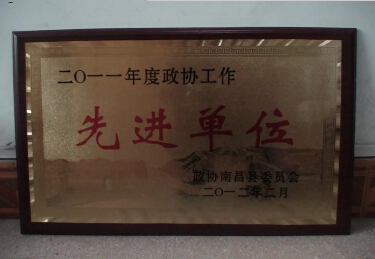 二〇一一年度政协工作
先进单位
政协南昌县委员会
二〇一二年二月